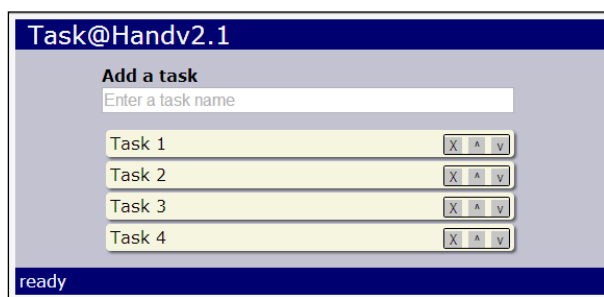 Task@Handv2.1
Add a task
Enter a task name
Task 1 X ^ v
Task 2 X ^ v
Task 3 X ^ v
Task 4 X ^ v
ready